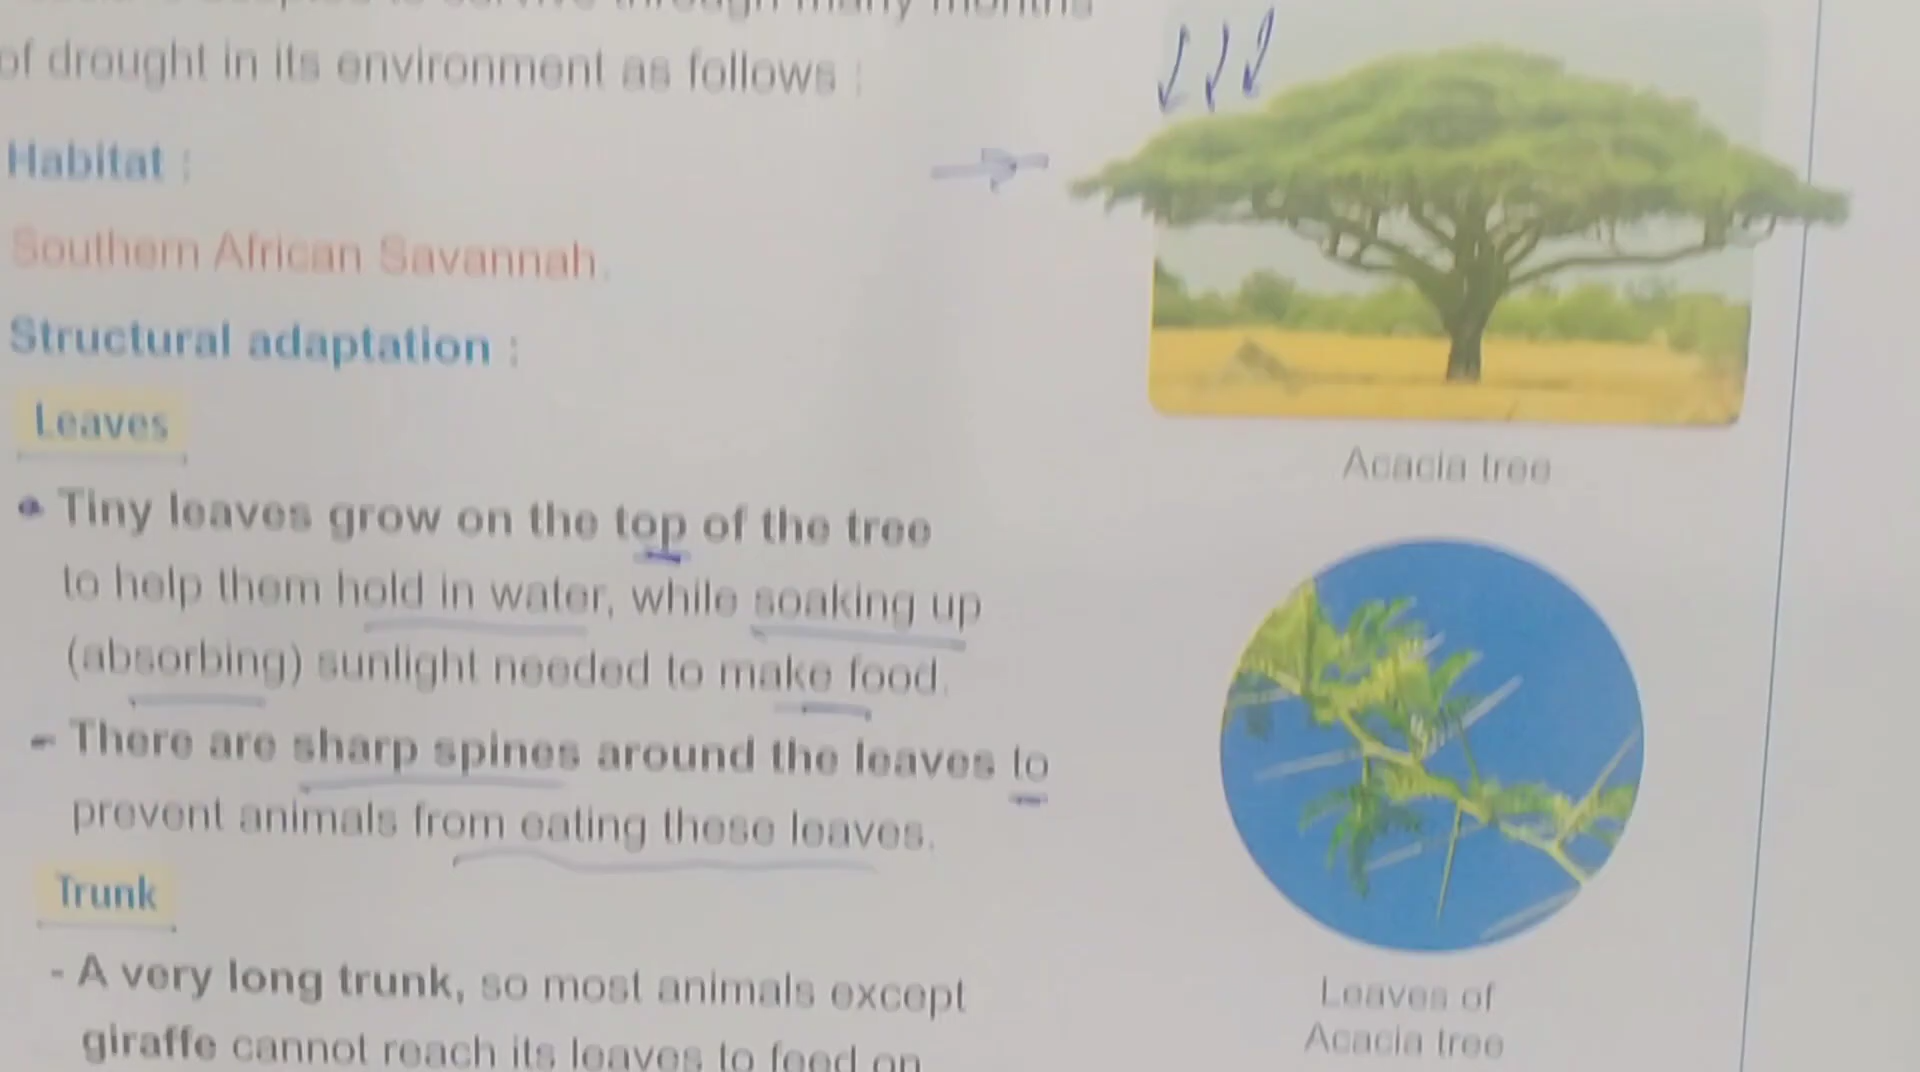 through many months
of drought in its environment as follows :
Habitat :
Southern African Savannah.
Structural adaptation :
Leaves
• Tiny leaves grow on the top of the tree
to help them hold in water, while soaking up
(absorbing) sunlight needed to make food.
- There are sharp spines around the leaves to
prevent animals from eating these leaves.
Trunk
- A very long trunk, so most animals except
giraffe cannot reach its leaves to feed on
Acacia tree
Leaves of
Acacia tree